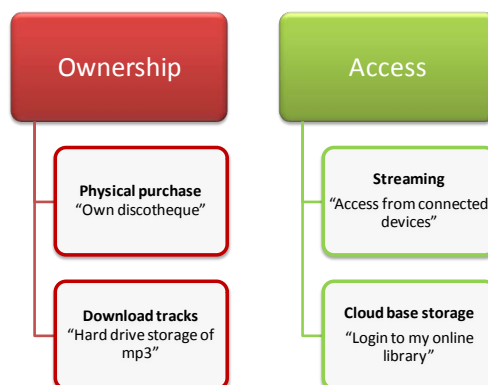 Ownership
Physical purchase
“Own discotheque”
Download tracks
“Hard drive storage of
mp3”
Access
Streaming
“Access from connected
devices”
Cloud base storage
“Login to my online
library”